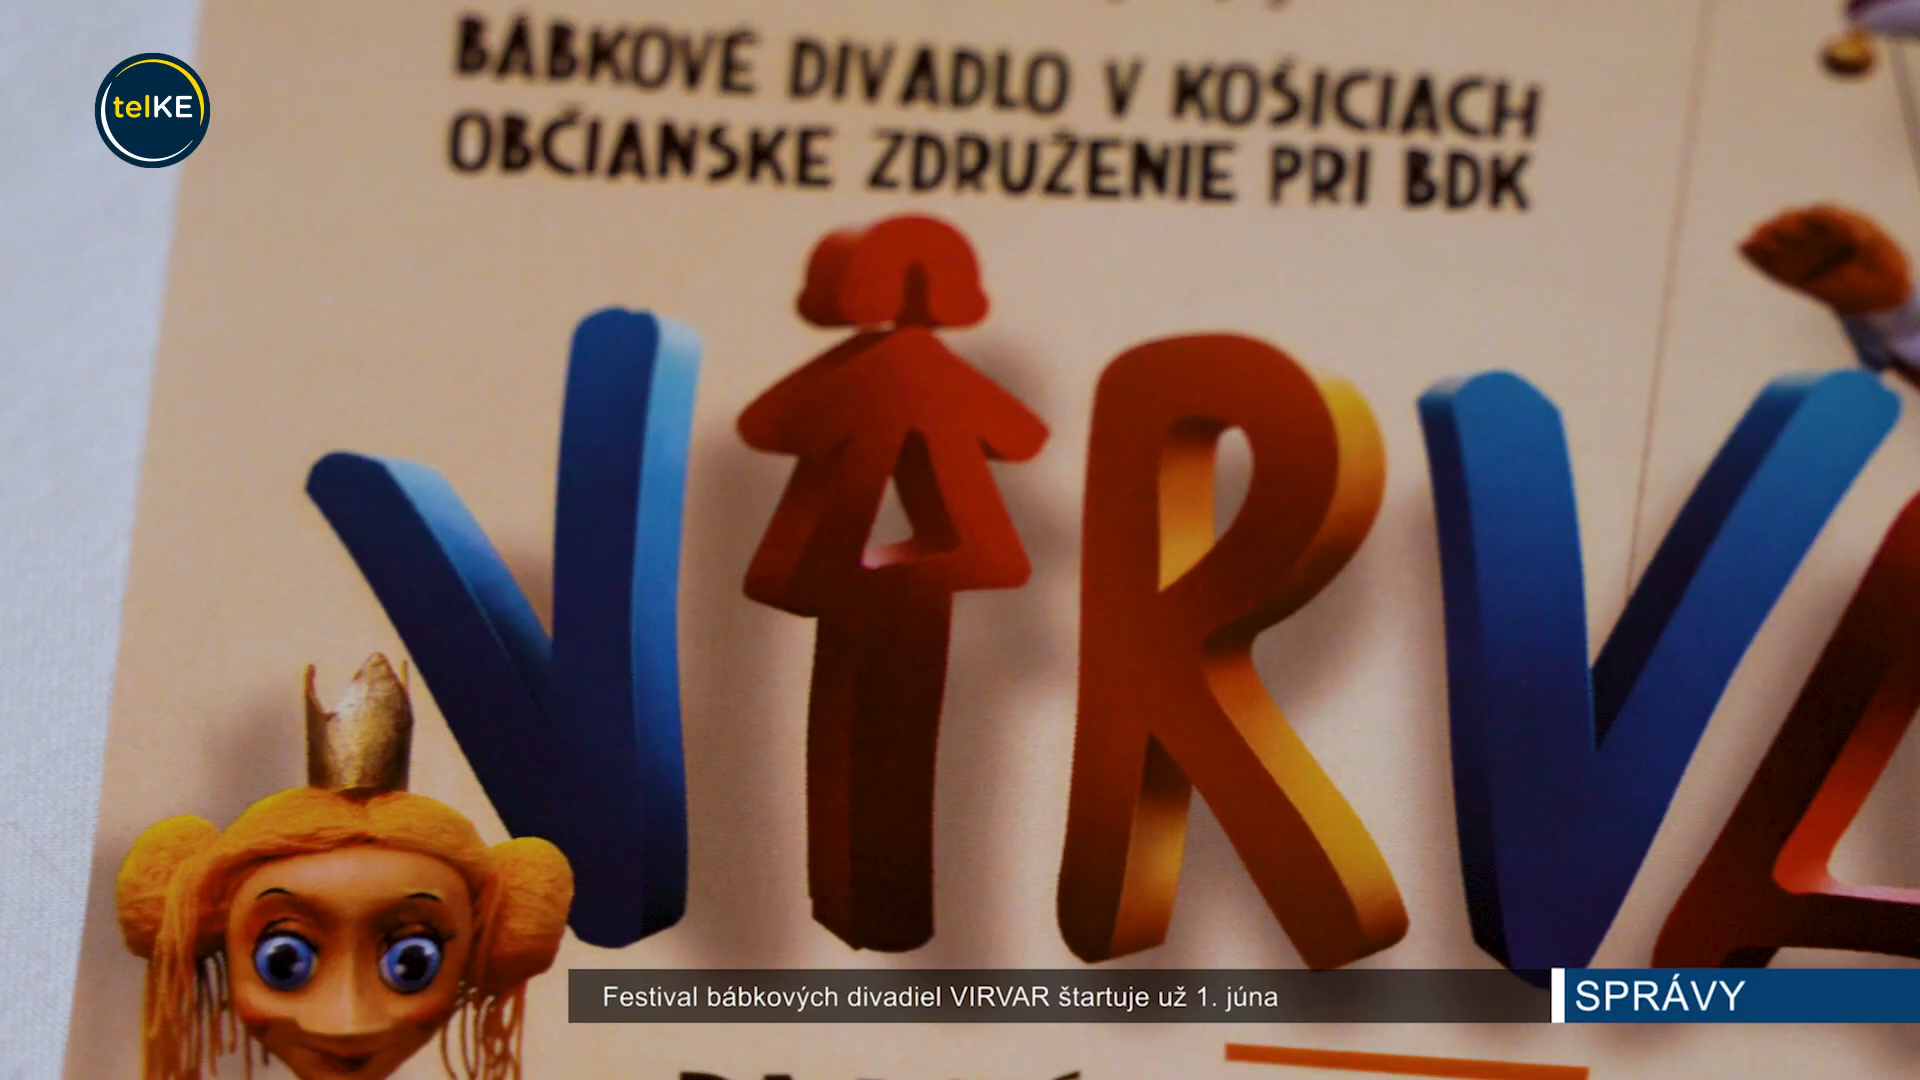 telKE
BÁBKOVÉ DIVADLO V KOŠICIACH
OBČIANSKE ZDRUŽENIE PRI BDK
VIRVA
Festival bábkových divadiel VIRVAR štartuje už 1. júna
SPRÁVY